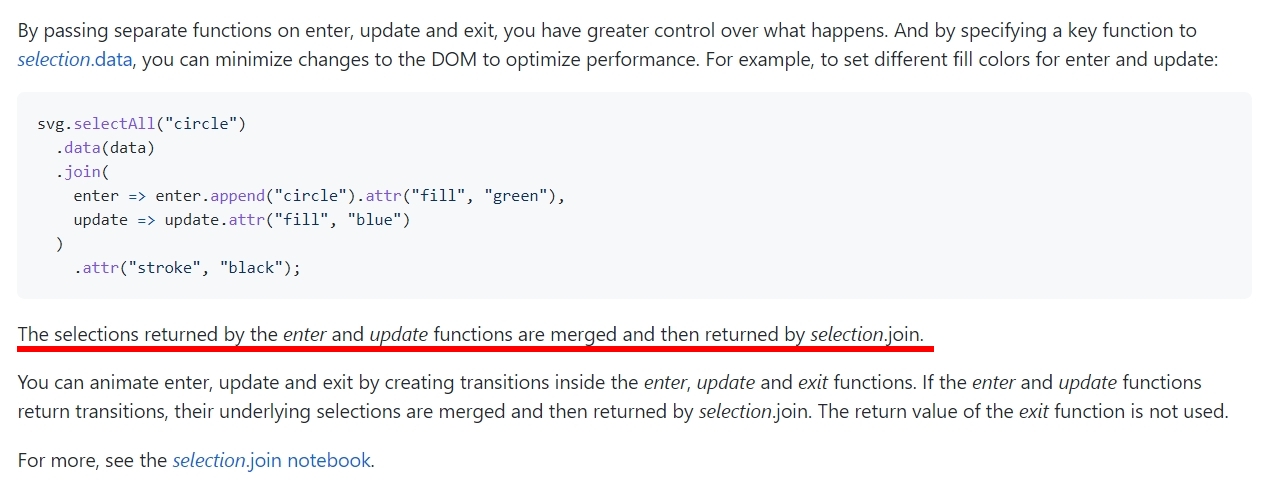 By passing separate functions on enter, update and exit, you have greater control over what happens. And by specifying a key function to
selection.data, you can minimize changes to the DOM to optimize performance. For example, to set different fill colors for enter and update:
svg.selectAll("circle")
  .data(data)
  .join(
    enter => enter.append("circle").attr("fill", "green"),
    update => update.attr("fill", "blue")
  )
    .attr("stroke", "black");
The selections returned by the enter and update functions are merged and then returned by selection.join.
You can animate enter, update and exit by creating transitions inside the enter, update and exit functions. If the enter and update functions
return transitions, their underlying selections are merged and then returned by selection.join. The return value of the exit function is not used.
For more, see the selection.join notebook.